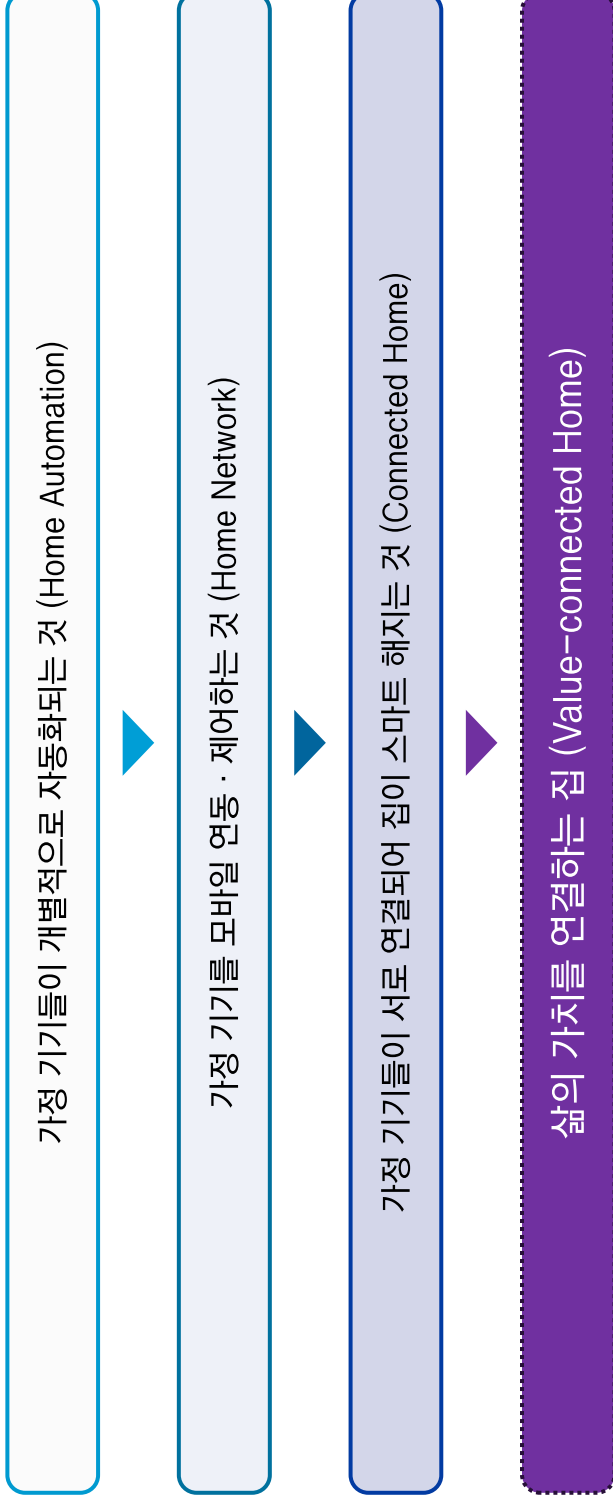 가정 기기들이 개별적으로 자동화되는 것 (Home Automation)
가정 기기를 모바일 연동 · 제어하는 것 (Home Network)
가정 기기들이 서로 연결되어 집이 스마트 해지는 것 (Connected Home)
삶의 가치를 연결하는 집 (Value-connected Home)